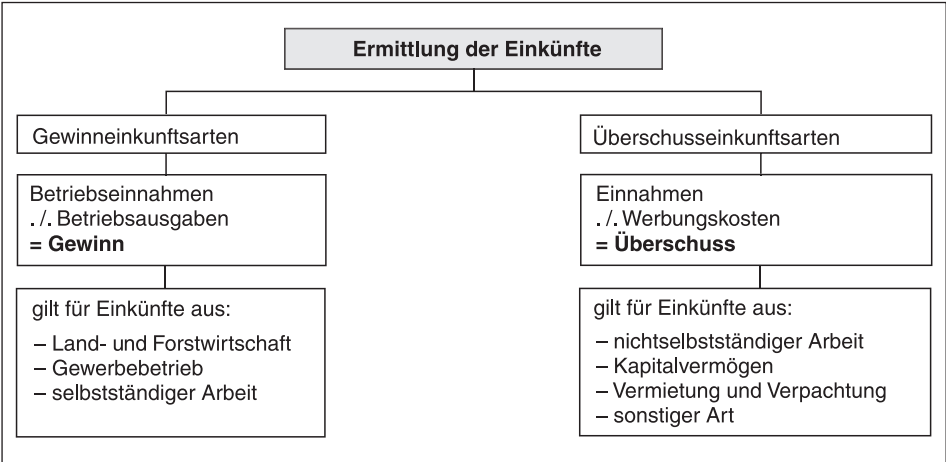 Ermittlung der Einkünfte
Gewinneinkunftsarten
Betriebseinnahmen
./. Betriebsausgaben
= Gewinn
gilt für Einkünfte aus:
– Land- und Forstwirtschaft
– Gewerbebetrieb
– selbstständiger Arbeit
Überschusseinkunftsarten
Einnahmen
./. Werbungskosten
= Überschuss
gilt für Einkünfte aus:
– nichtselbstständiger Arbeit
– Kapitalvermögen
– Vermietung und Verpachtung
– sonstiger Art